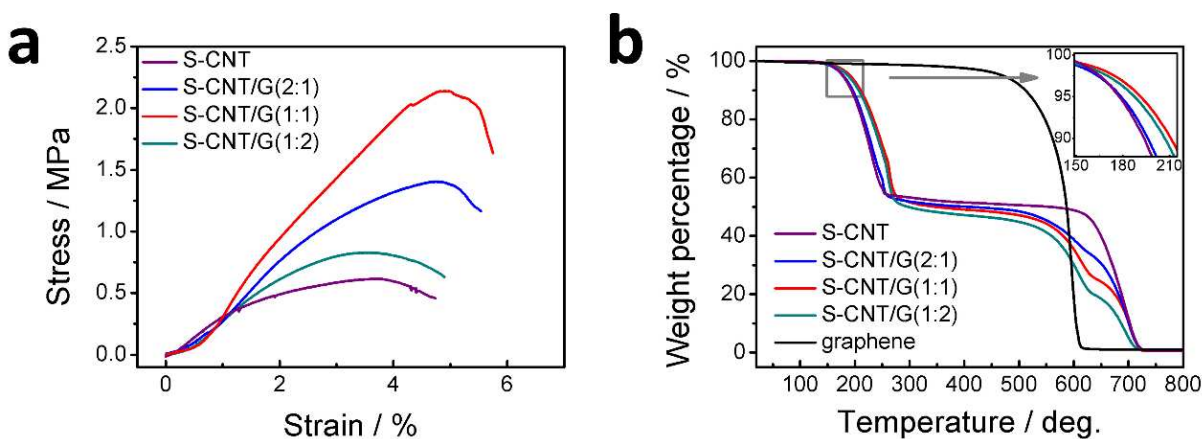 a
Stress / MPa
2.5
2.0
1.5
1.0
0.5
0.0
S-CNT
S-CNT/G(2:1)
S-CNT/G(1:1)
S-CNT/G(1:2)
0 2 4 6
Strain / %
b
Weight percentage / %
100
80
60
40
20
0
100
95
90
150 180 210
S-CNT
S-CNT/G(2:1)
S-CNT/G(1:1)
S-CNT/G(1:2)
graphene
100 200 300 400 500 600 700 800
Temperature / deg.